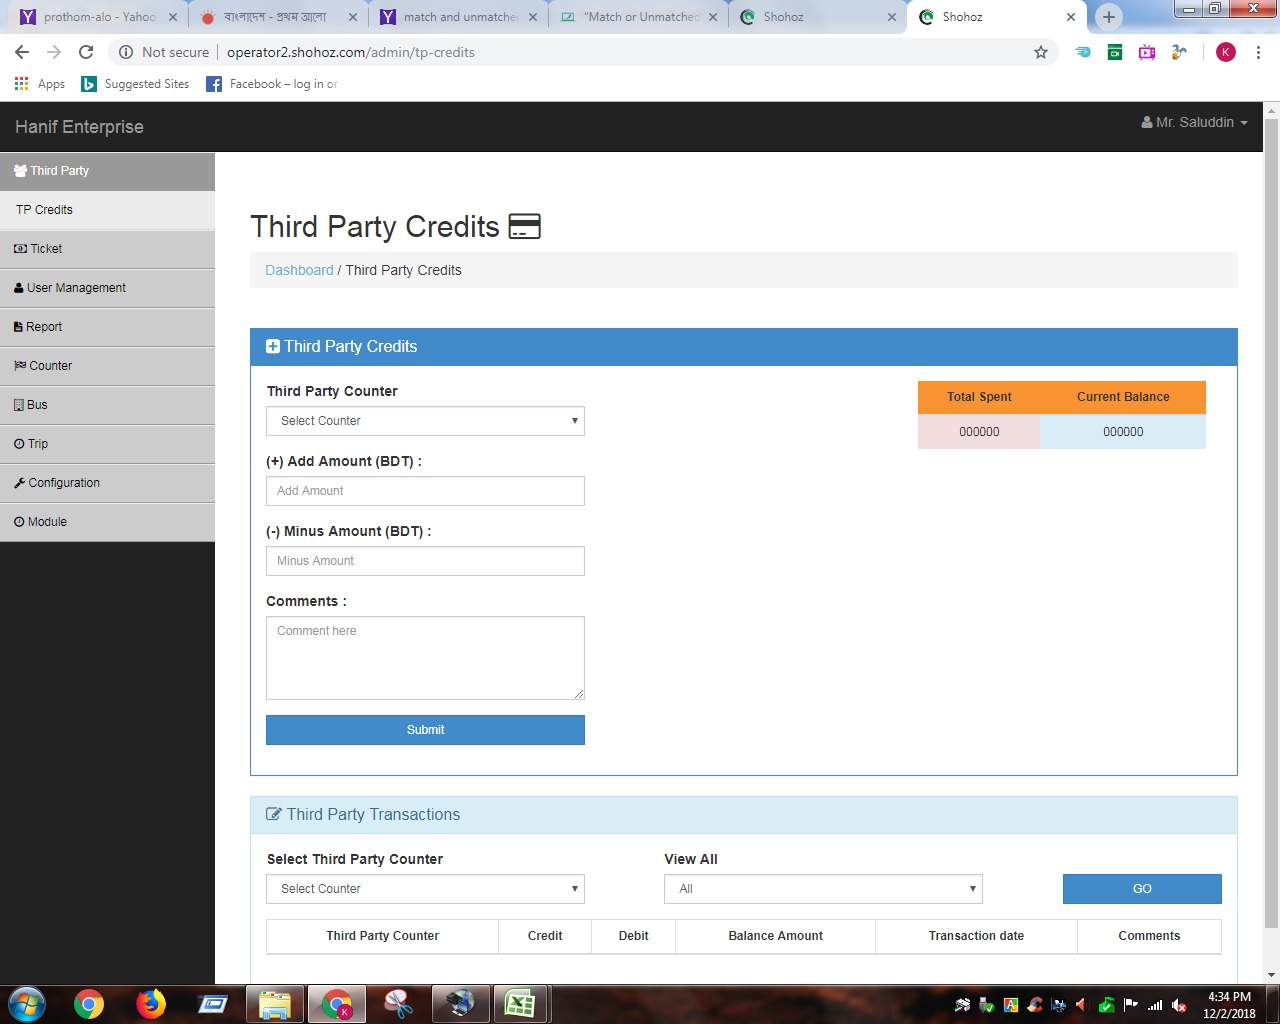 prothom-alo - Yahoo
বাংলাদেশ - প্রথম আলো
match and unmatche
"Match or Unmatched
Shohoz
Shohoz
Not secure
operator2.shohoz.com/admin/tp-credits
K
Apps
Suggested Sites
Facebook – log in or
Hanif Enterprise
Mr. Saluddin
Third Party
TP Credits
Ticket
User Management
Report
Counter
Bus
Trip
Configuration
Module
Third Party Credits
Dashboard / Third Party Credits
Third Party Credits
Third Party Counter
Select Counter
(+) Add Amount (BDT) :
Add Amount
(-) Minus Amount (BDT) :
Minus Amount
Comments :
Comment here
Submit
Total Spent Current Balance
000000 000000
Third Party Transactions
Select Third Party Counter View All
Select Counter All GO
Third Party Counter Credit Debit Balance Amount Transaction date Comments
4:34 PM
12/2/2018